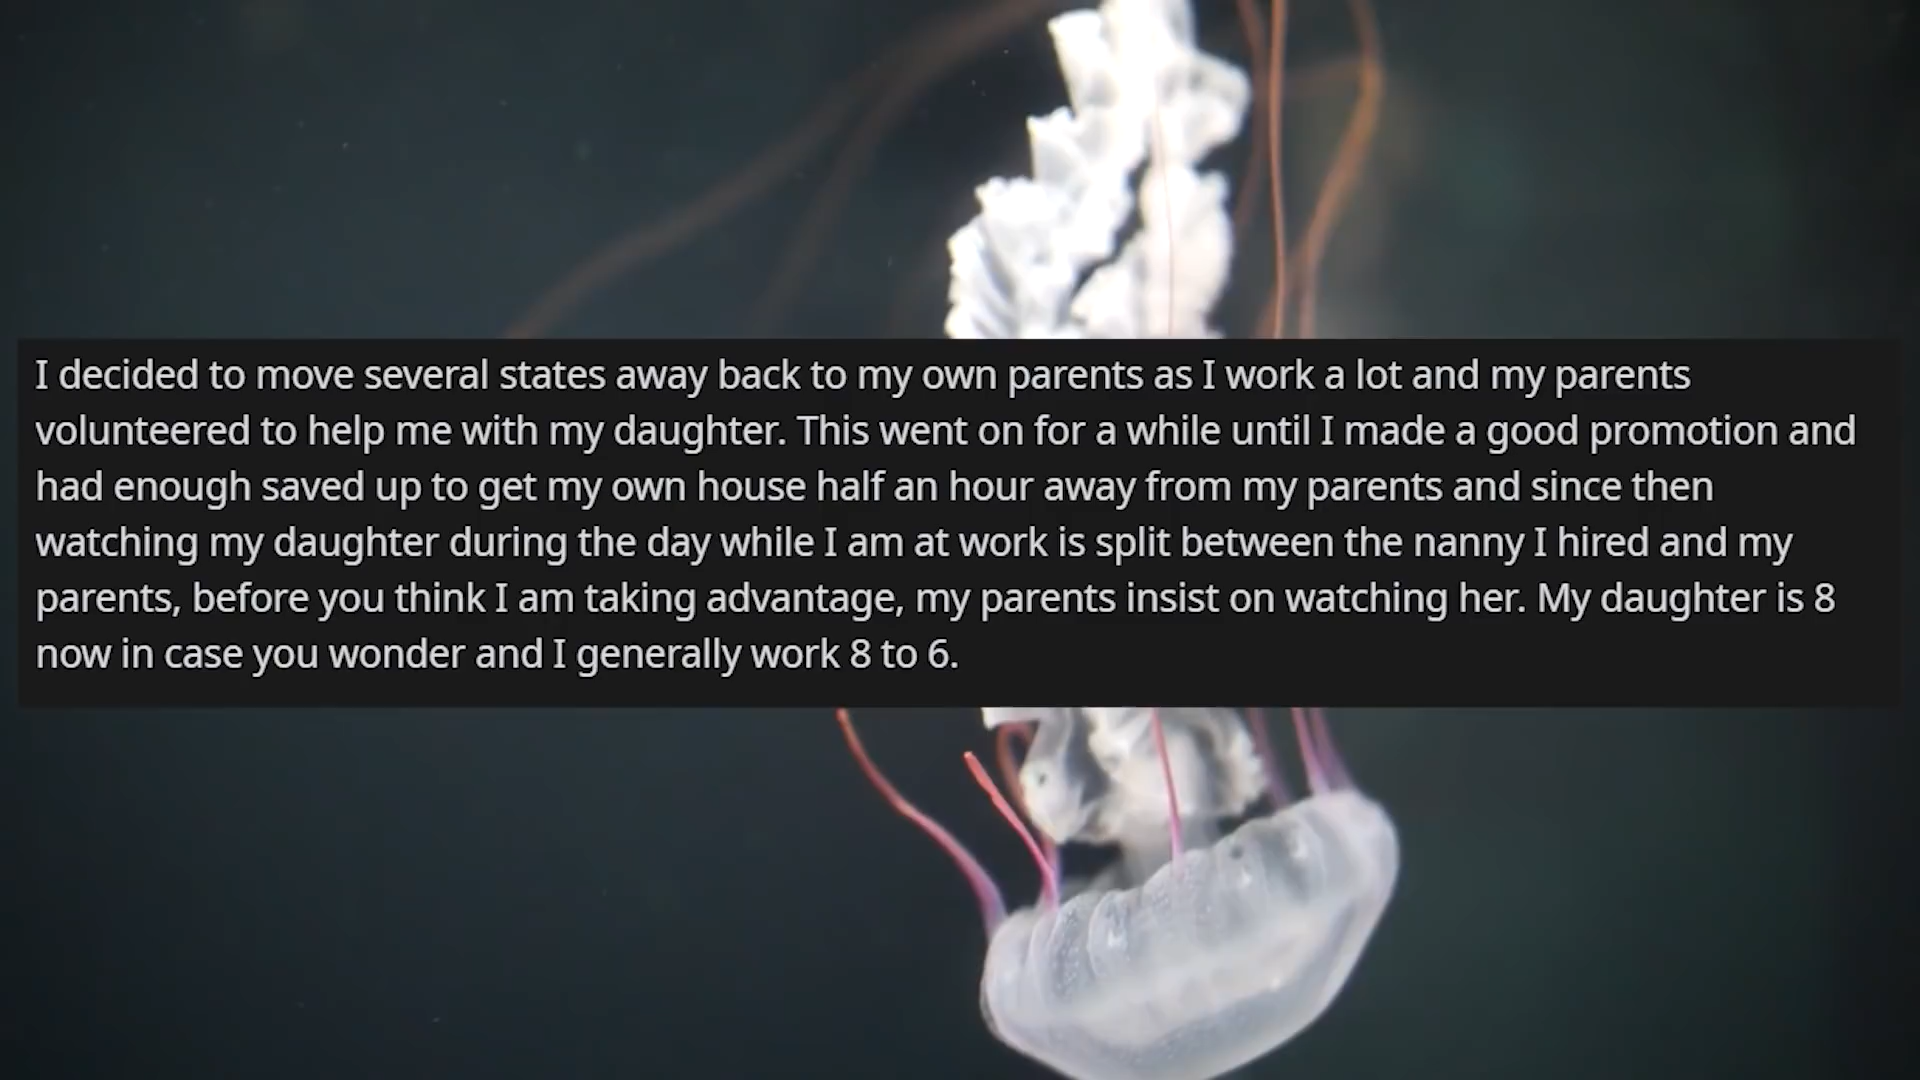 I decided to move several states away back to my own parents as I work a lot and my parents
volunteered to help me with my daughter. This went on for a while until I made a good promotion and
had enough saved up to get my own house half an hour away from my parents and since then
watching my daughter during the day while I am at work is split between the nanny I hired and my
parents, before you think I am taking advantage, my parents insist on watching her. My daughter is 8
now in case you wonder and I generally work 8 to 6.